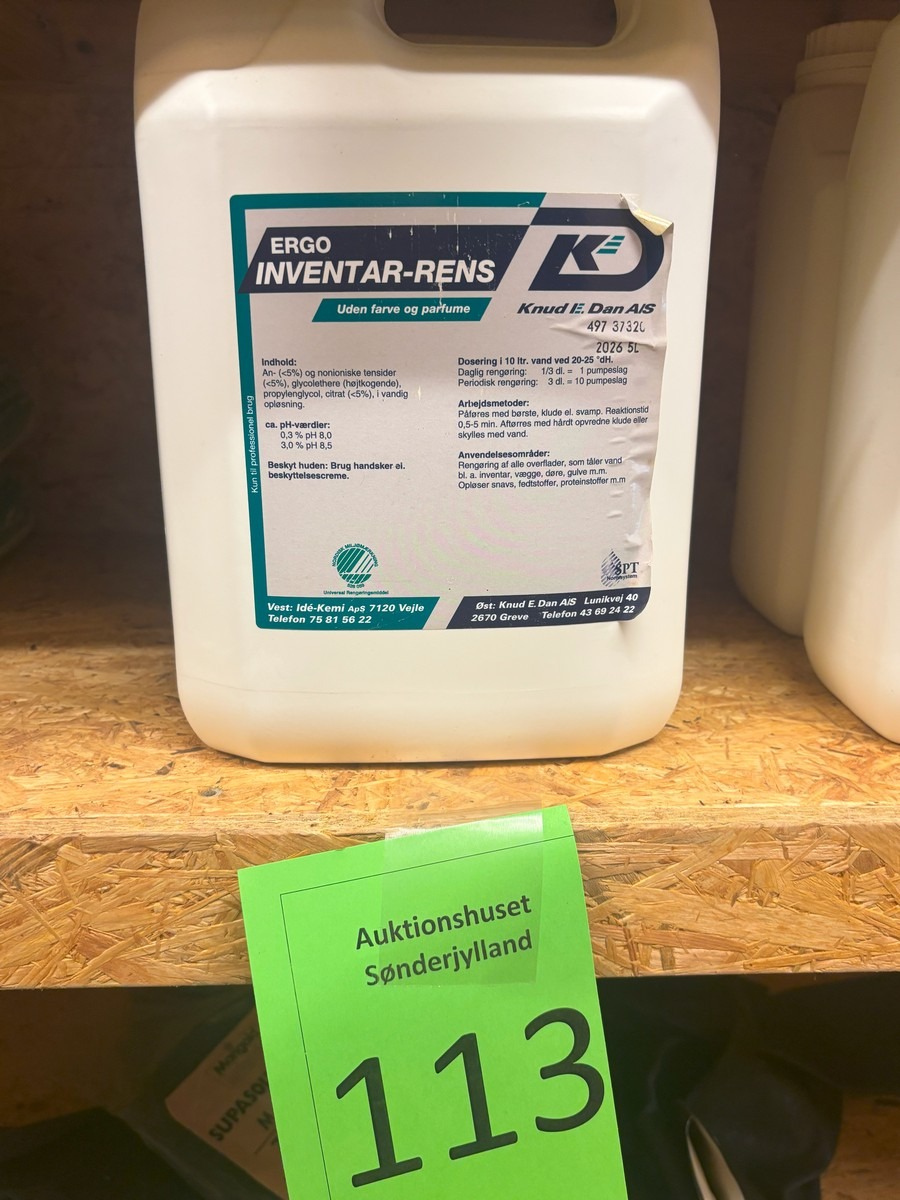 ERGO
INVENTAR-RENS
Uden farve og parfume
KED
Knud E. Dan A/S
497 3732
2026 5L
Indhold:
An- (<5%) og nonioniske tensider
(<5%), glycolethere (højtkogende),
propylenglycol, citrat (<5%), i vandig
opløsning.
ca. pH-værdier:
0,3 % pH 8,0
3,0 % pH 8,5
Beskyt huden: Brug handsker el.
beskyttelsescreme.
Kun til professionel brug
Dosering i 10 ltr. vand ved 20-25 °dH.
Daglig rengøring: 1/3 dl. = 1 pumpeslag
Periodisk rengøring: 3 dl. = 10 pumpeslag
Arbejdsmetoder:
Påføres med børste, klude el. svamp. Reaktionstid
0,5-5 min. Aftørres med hårdt opvredne klude eller
skylles med vand.
Anvendelsesområder:
Rengøring af alle overflader, som tåler vand
bl. a. inventar, vægge, døre, gulve m.m.
Opløser snavs, fedtstoffer, proteinstoffer m.m
Universal Rengøringsmiddel
SPT
Vest: Idé-Kemi ApS 7120 Vejle
Telefon 75 81 56 22
Øst: Knud E. Dan A/S Lunikvej 40
2670 Greve Telefon 43 69 24 22
Auktionshuset
Sønderjylland
113